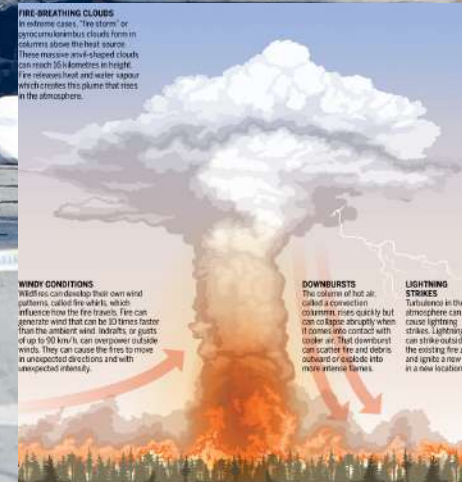 FIRE-BREATHING CLOUDS
In extreme cases, "fire storm" or
pyrocumulonimbus clouds form in
columns above the heat source.
These massive anvil-shaped clouds
can reach 16 kilometres in height.
Fire releases heat and water vapour
which creates this plume that rises
in the atmosphere.
WINDY CONDITIONS
Wildfires can develop their own wind
patterns, called fire whirls, which
influence how the fire travels. Fire can
generate wind that can be 10 times faster
than the ambient wind. Indrafts, or gusts
of up to 90 km/h, can overpower outside
winds. They can cause the fires to move
in unexpected directions and with
unexpected intensity.
DOWNBURSTS
The column of hot air,
called a convection
column, rises quickly but
can collapse abruptly when
it comes into contact with
cooler air. That downburst
can scatter fire and debris
outward or explode into
more intense flames.
LIGHTNING
STRIKES
Turbulence in the
atmosphere can
cause lightning
strikes. Lightning
can strike outside
the existing fire
and ignite a new
in a new location